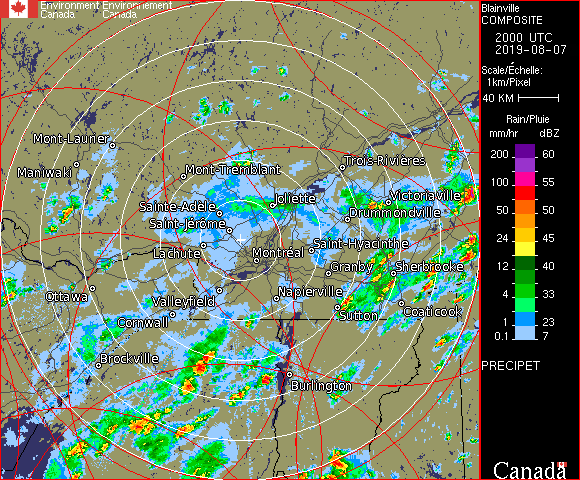 Environment Environnement
Canada Canada
Blainville
COMPOSITE
2000 UTC
2019-08-07
Scale/Échelle:
1km/Pixel
40 KM
Rain/Pluie
mm/hr dBZ
200 60
100 55
50 50
24 45
12 40
4 33
1 23
0.1 7
PRECIPET
Canada
Mont-Laurier
Maniwaki
Mont-Tremblant
Trois-Rivières
Sainte-Adèle
Joliette
Victoriaville
Drummondville
Saint-Jérôme
Lachute
Montréal
Saint-Hyacinthe
Granby
Sherbrooke
Ottawa
Valleyfield
Napierville
Cornwall
Sutton
Coaticook
Brockville
Burlington